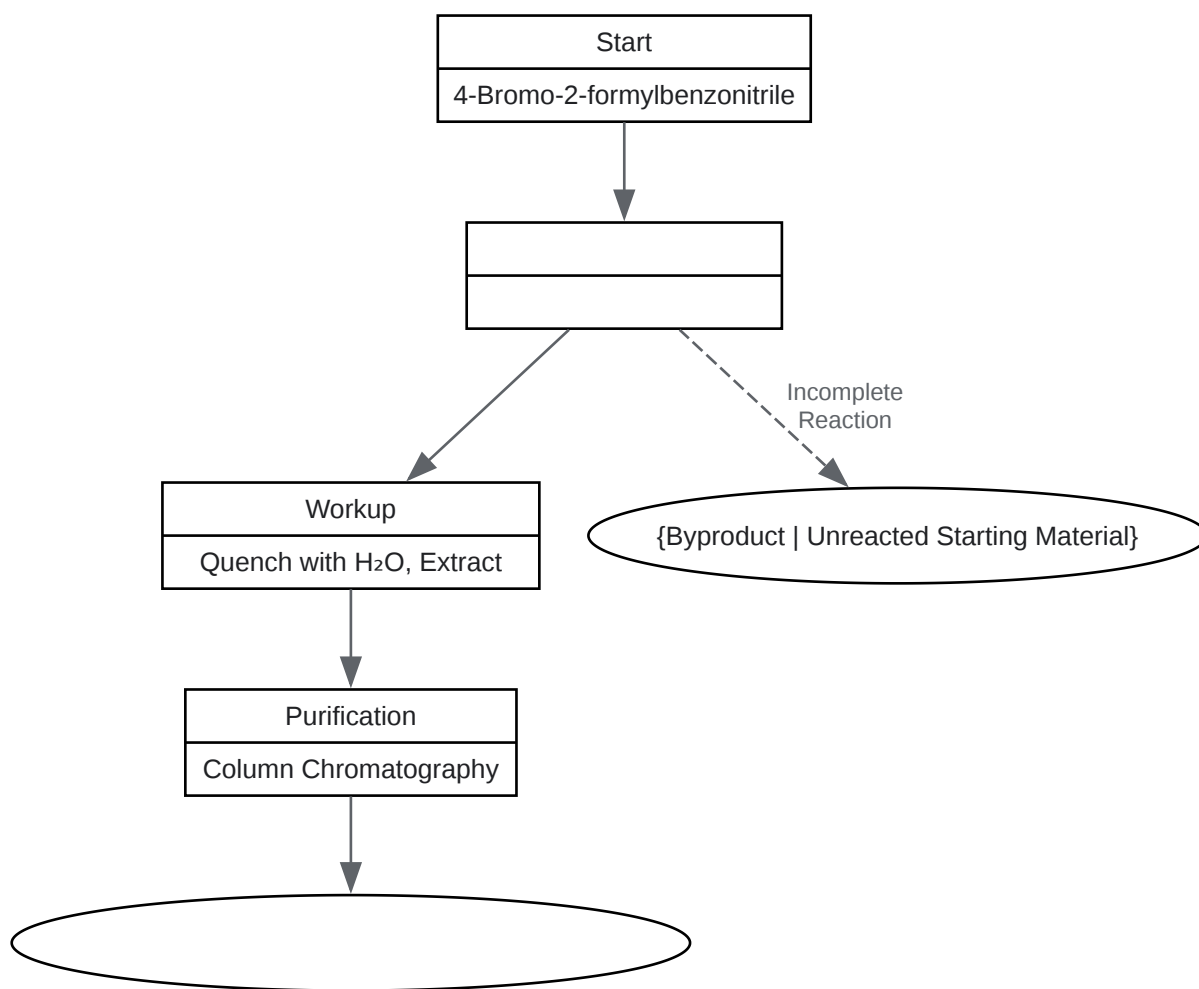 Start
4-Bromo-2-formylbenzonitrile
Incomplete
Reaction
Workup
Quench with H₂O, Extract
{Byproduct | Unreacted Starting Material}
Purification
Column Chromatography